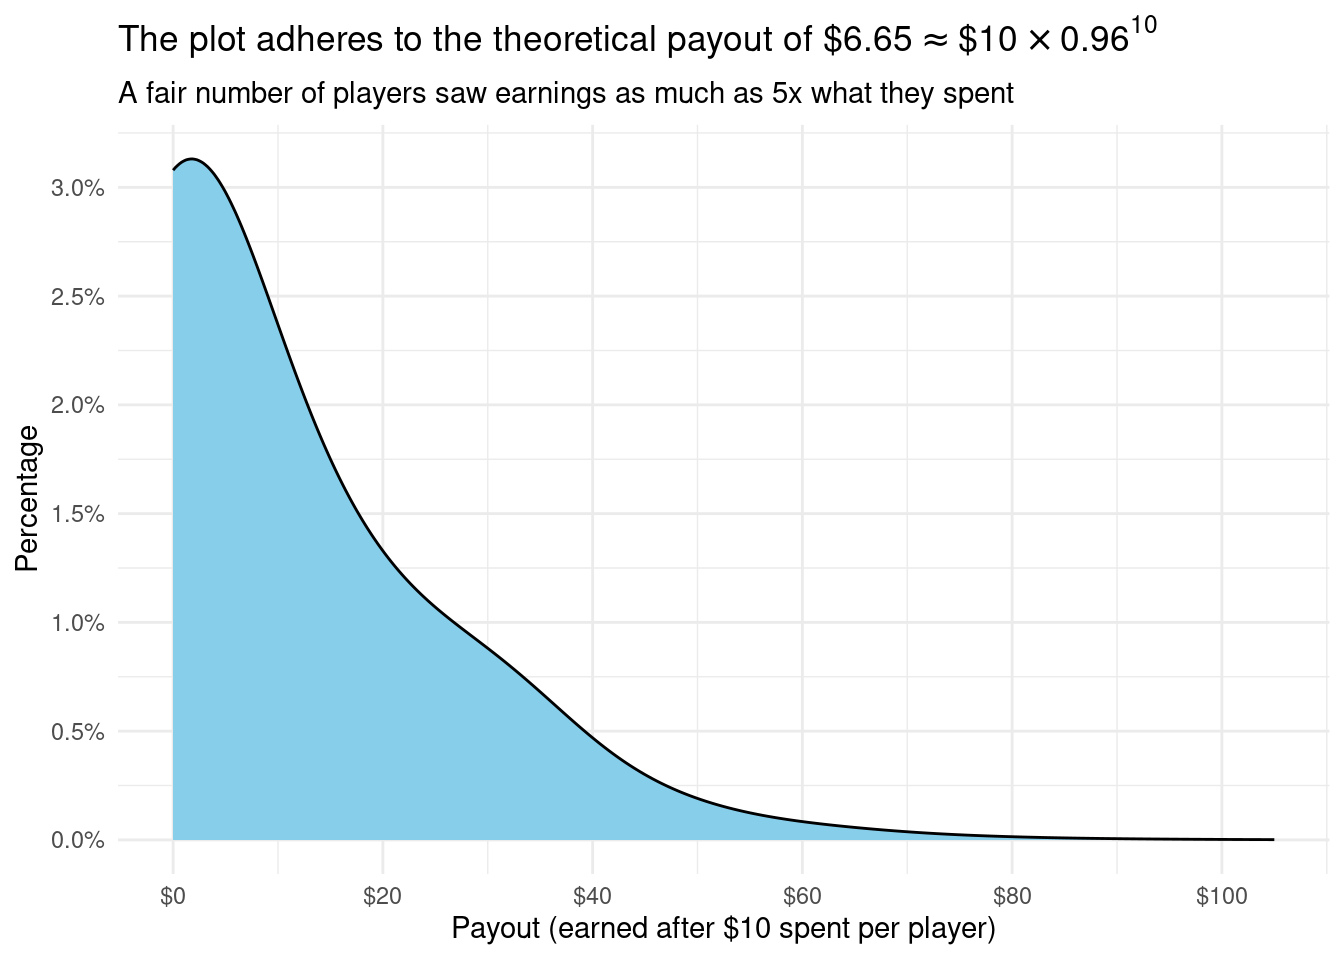 The plot adheres to the theoretical payout of $6.65 ≈ $10 × 0.96¹⁰
A fair number of players saw earnings as much as 5x what they spent
3.0%
2.5%
2.0%
1.5%
1.0%
0.5%
0.0%
Percentage
$0 $20 $40 $60 $80 $100
Payout (earned after $10 spent per player)